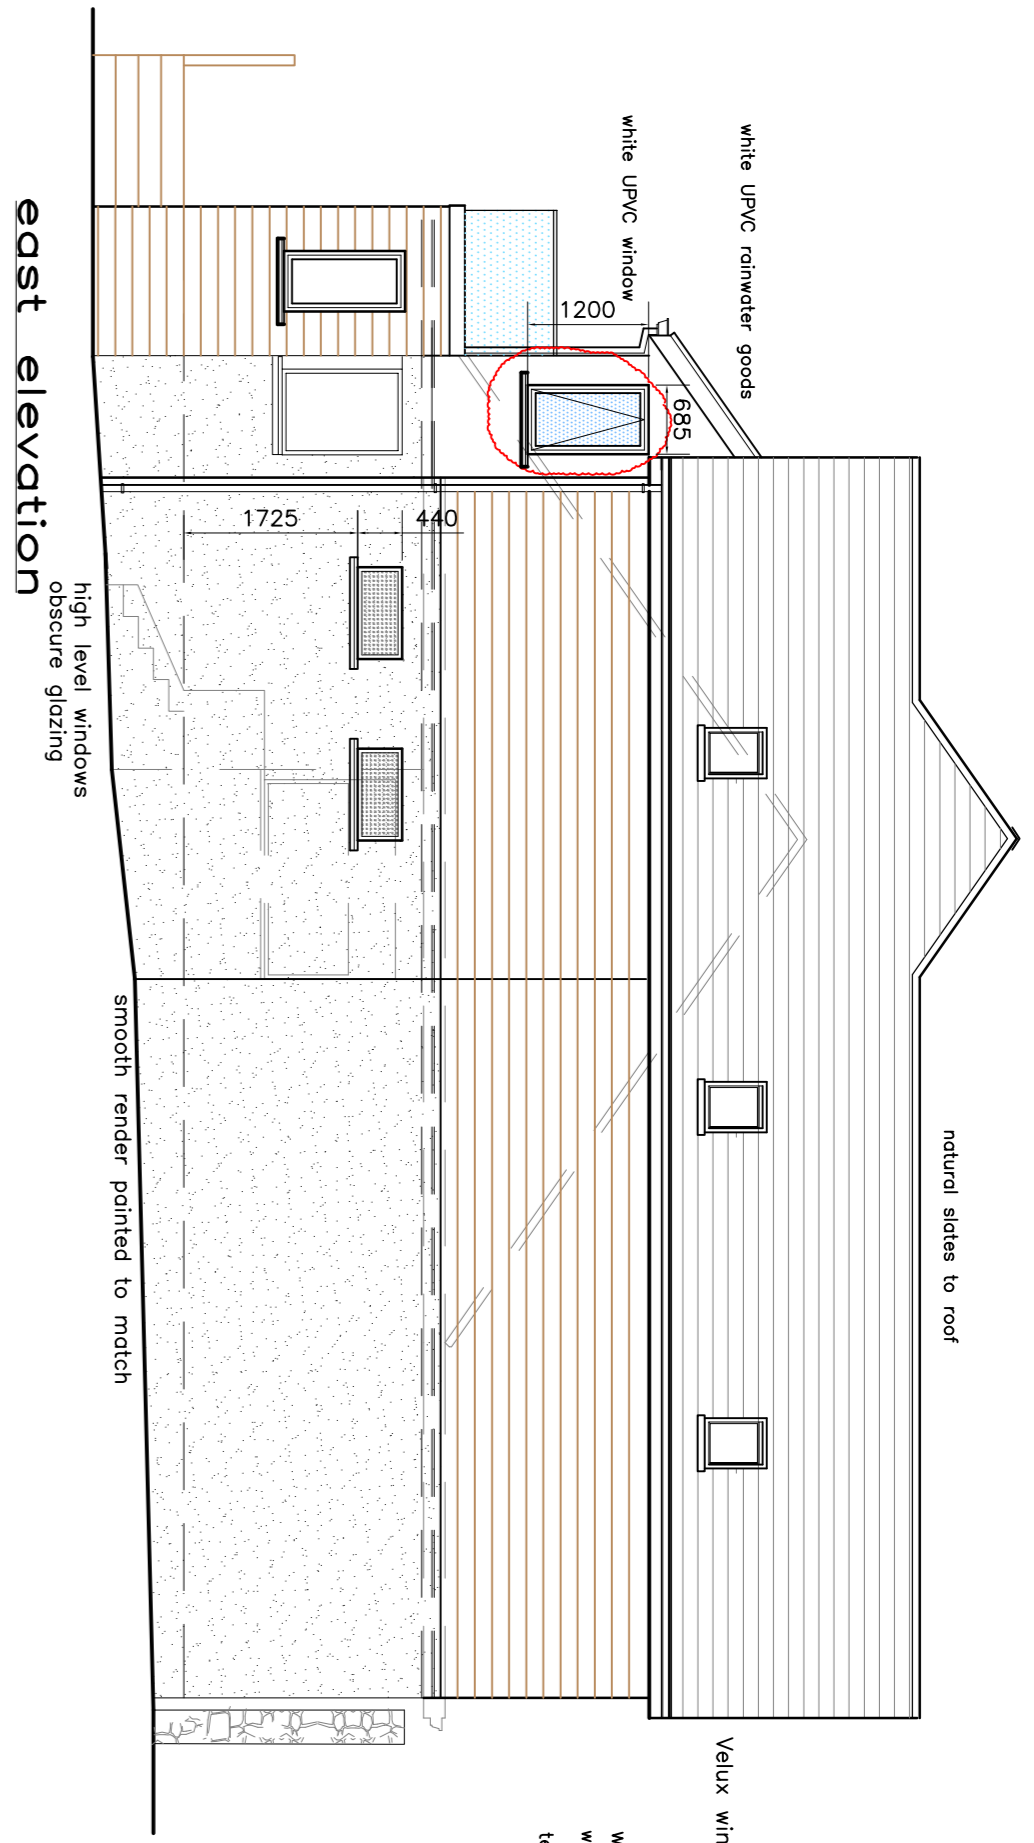 natural slates to roof
white UPVC rainwater goods
white UPVC window
1200
685
1725
440
high level windows
obscure glazing
smooth render painted to match
Velux win
w
w
te
east elevation